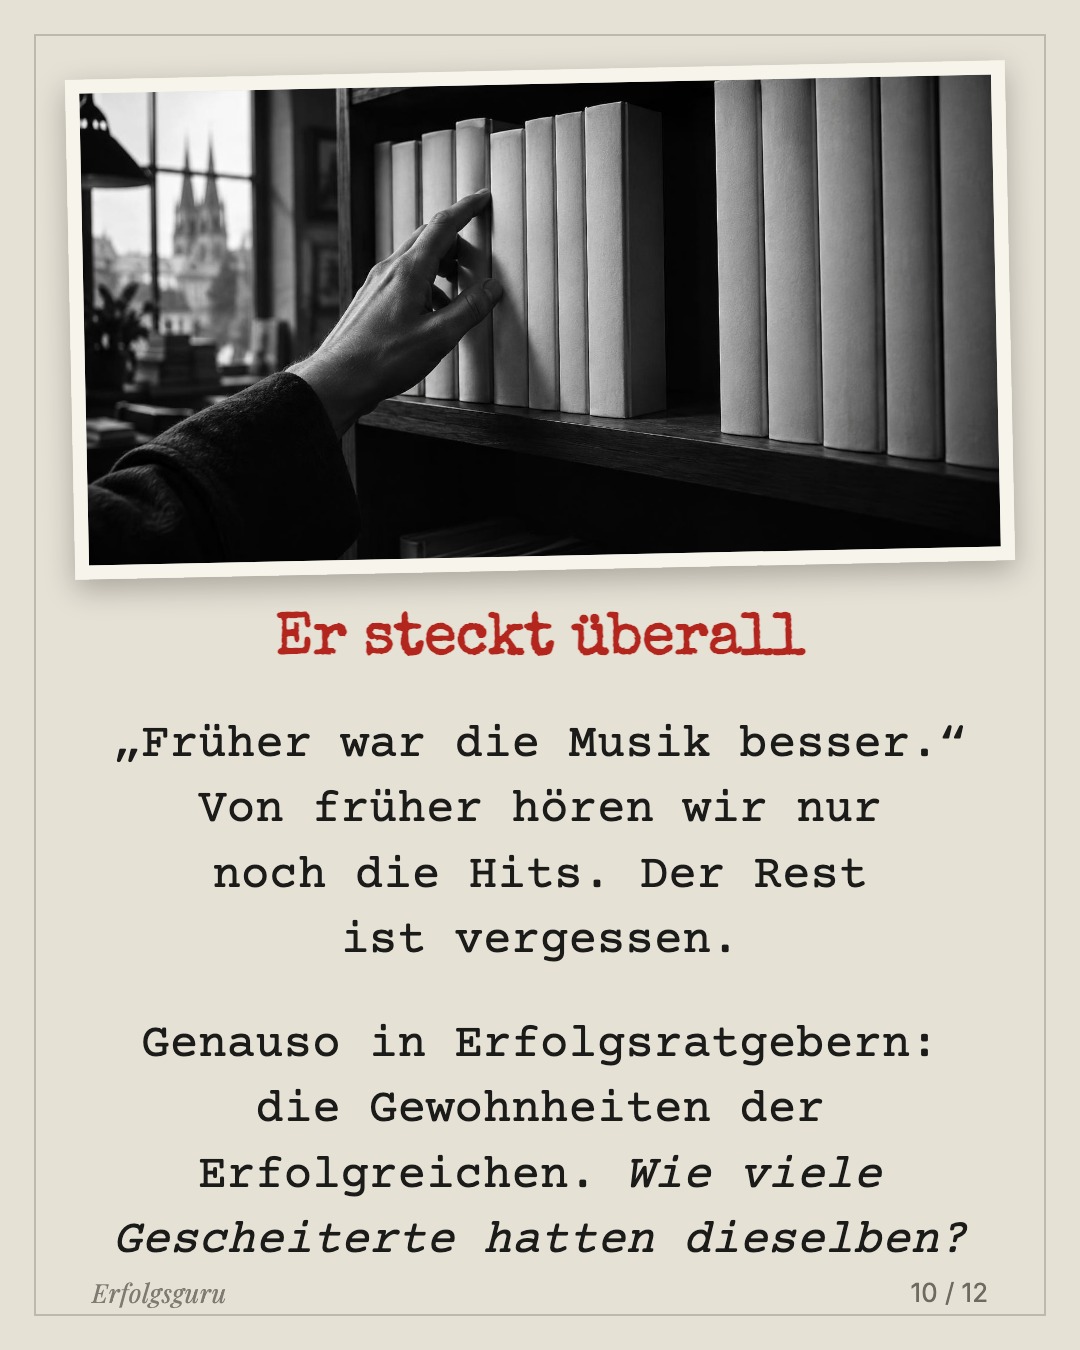 Er steckt überall
„Früher war die Musik besser.“
Von früher hören wir nur
noch die Hits. Der Rest
ist vergessen.
Genauso in Erfolgsratgebern:
die Gewohnheiten der
Erfolgreichen. Wie viele
Gescheiterte hatten dieselben?
Erfolgsguru
10 / 12